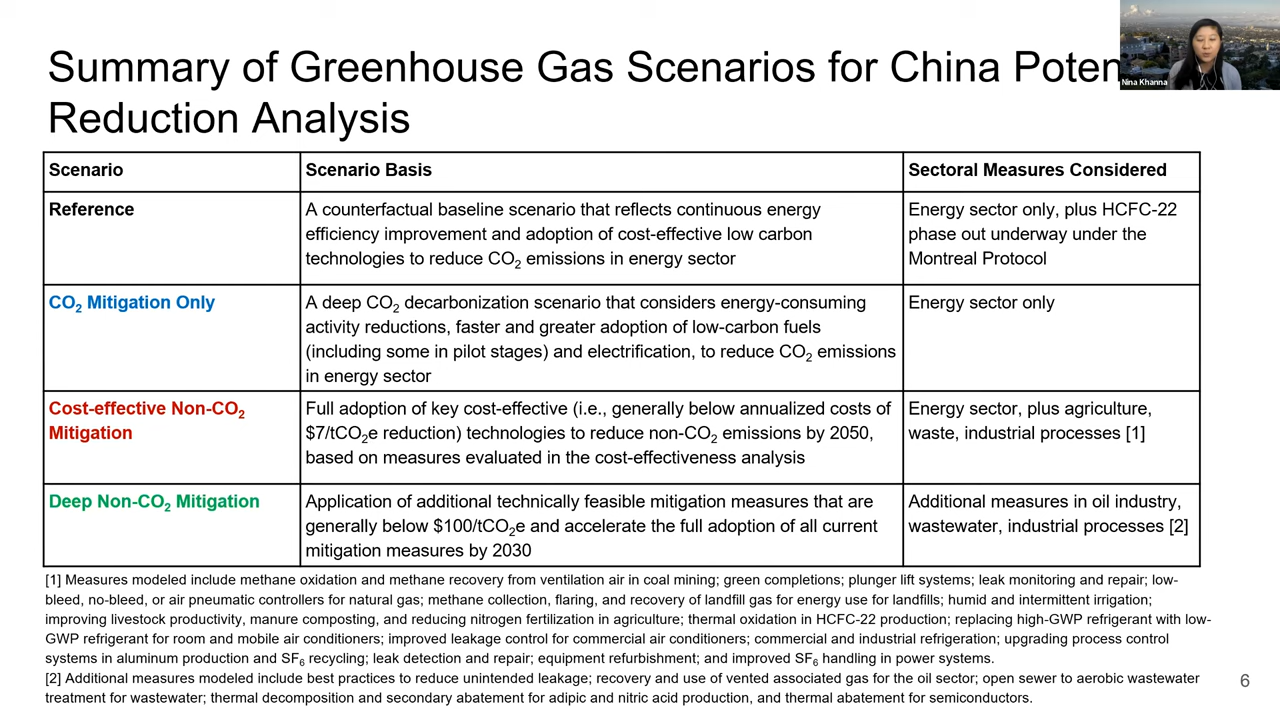 Summary of Greenhouse Gas Scenarios for China Poten
Nina Khanna
Reduction Analysis
Scenario
Scenario Basis
Sectoral Measures Considered
Reference
A counterfactual baseline scenario that reflects continuous energy
efficiency improvement and adoption of cost-effective low carbon
technologies to reduce CO₂ emissions in energy sector
Energy sector only, plus HCFC-22
phase out underway under the
Montreal Protocol
CO₂ Mitigation Only
A deep CO₂ decarbonization scenario that considers energy-consuming
activity reductions, faster and greater adoption of low-carbon fuels
(including some in pilot stages) and electrification, to reduce CO₂ emissions
in energy sector
Energy sector only
Cost-effective Non-CO₂
Mitigation
Full adoption of key cost-effective (i.e., generally below annualized costs of
$7/tCO₂e reduction) technologies to reduce non-CO₂ emissions by 2050,
based on measures evaluated in the cost-effectiveness analysis
Energy sector, plus agriculture,
waste, industrial processes [1]
Deep Non-CO₂ Mitigation
Application of additional technically feasible mitigation measures that are
generally below $100/tCO₂e and accelerate the full adoption of all current
mitigation measures by 2030
Additional measures in oil industry,
wastewater, industrial processes [2]
[1] Measures modeled include methane oxidation and methane recovery from ventilation air in coal mining; green completions; plunger lift systems; leak monitoring and repair; low-
bleed, no-bleed, or air pneumatic controllers for natural gas; methane collection, flaring, and recovery of landfill gas for energy use for landfills; humid and intermittent irrigation;
improving livestock productivity, manure composting, and reducing nitrogen fertilization in agriculture; thermal oxidation in HCFC-22 production; replacing high-GWP refrigerant with low-
GWP refrigerant for room and mobile air conditioners; improved leakage control for commercial air conditioners; commercial and industrial refrigeration; upgrading process control
systems in aluminum production and SF₆ recycling; leak detection and repair; equipment refurbishment; and improved SF₆ handling in power systems.
[2] Additional measures modeled include best practices to reduce unintended leakage; recovery and use of vented associated gas for the oil sector; open sewer to aerobic wastewater
treatment for wastewater; thermal decomposition and secondary abatement for adipic and nitric acid production, and thermal abatement for semiconductors.
6